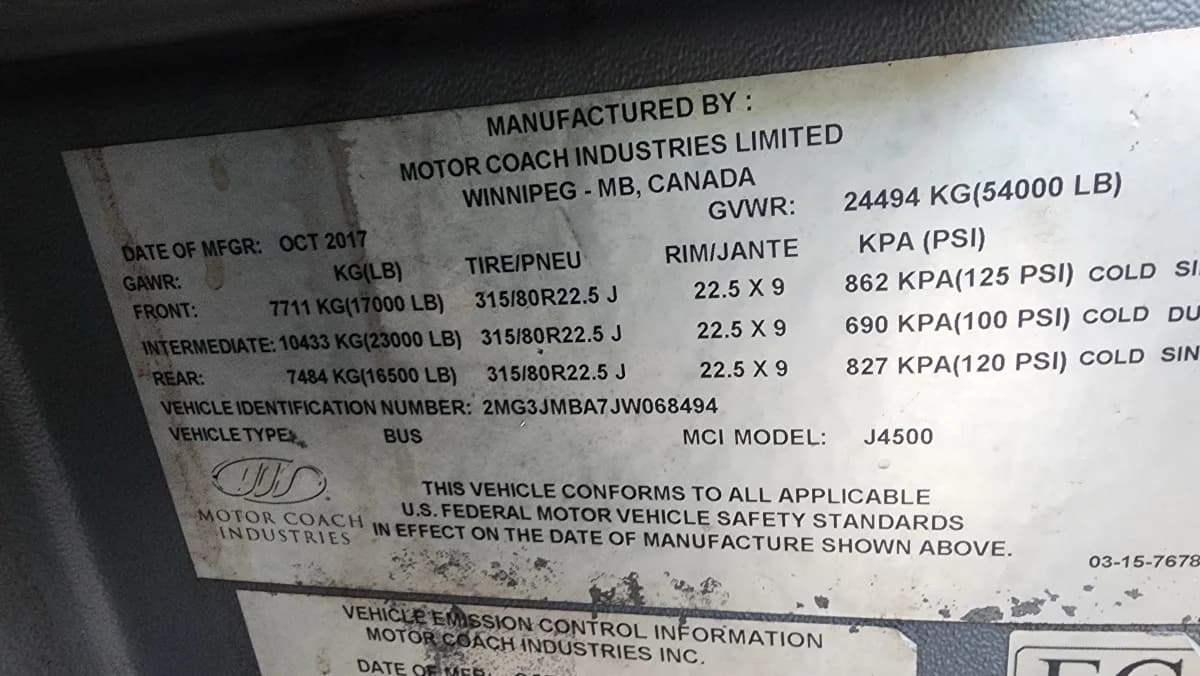 MANUFACTURED BY :
MOTOR COACH INDUSTRIES LIMITED
WINNIPEG - MB, CANADA
GVWR: 24494 KG(54000 LB)
DATE OF MFGR: OCT 2017
GAWR: KG(LB) TIRE/PNEU RIM/JANTE KPA (PSI)
FRONT: 7711 KG(17000 LB) 315/80R22.5 J 22.5 X 9 862 KPA(125 PSI) COLD SI
INTERMEDIATE: 10433 KG(23000 LB) 315/80R22.5 J 22.5 X 9 690 KPA(100 PSI) COLD DU
REAR: 7484 KG(16500 LB) 315/80R22.5 J 22.5 X 9 827 KPA(120 PSI) COLD SIN
VEHICLE IDENTIFICATION NUMBER: 2MG3JMBA7JW068494
VEHICLE TYPE: BUS MCI MODEL: J4500
MOTOR COACH
INDUSTRIES
THIS VEHICLE CONFORMS TO ALL APPLICABLE
U.S. FEDERAL MOTOR VEHICLE SAFETY STANDARDS
IN EFFECT ON THE DATE OF MANUFACTURE SHOWN ABOVE.
03-15-7678
VEHICLE EMISSION CONTROL INFORMATION
MOTOR COACH INDUSTRIES INC.
DATE OF